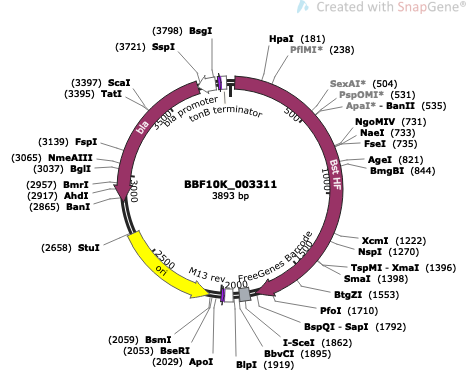 Created with SnapGene®
BsgI (3798)
(3798) BsgI
(3721) SspI
HpaI (181)
PflMI* (238)
SexAI* (504)
PspOMI* (531)
ApaI* - BanII (535)
NgoMIV (731)
NaeI (733)
FseI (735)
AgeI (821)
BmgBI (844)
XcmI (1222)
NspI (1270)
TspMI - XmaI (1396)
SmaI (1398)
BtgZI (1553)
PfoI (1710)
BspQI - SapI (1792)
I-SceI (1862)
BbvCI (1895)
BlpI (1919)
(2029) ApoI
(2053) BseRI
(2059) BsmI
(2658) StuI
(2865) BanI
(2917) AhdI
(2957) BmrI
(3037) BglI
(3065) NmeAIII
(3139) FspI
(3395) TatI
(3397) ScaI
BBF10K_003311
3893 bp
bla promoter
tonB terminator
bla
Bst HF
FreeGenes Barcode
M13 rev
ori
500
1000
1500
2000
2500
3000
3500